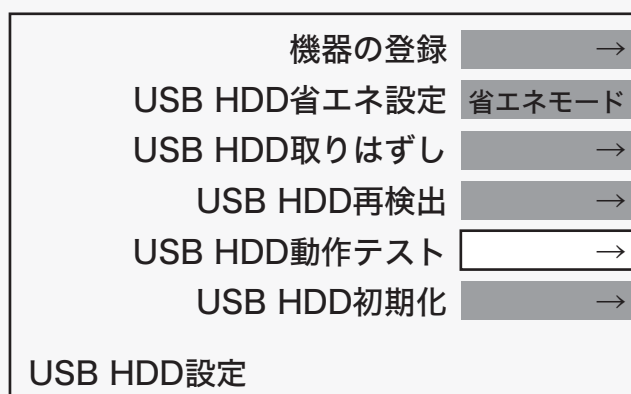 機器の登録 →
USB HDD省エネ設定 省エネモード
USB HDD取りはずし →
USB HDD再検出 →
USB HDD動作テスト →
USB HDD初期化 →
USB HDD設定